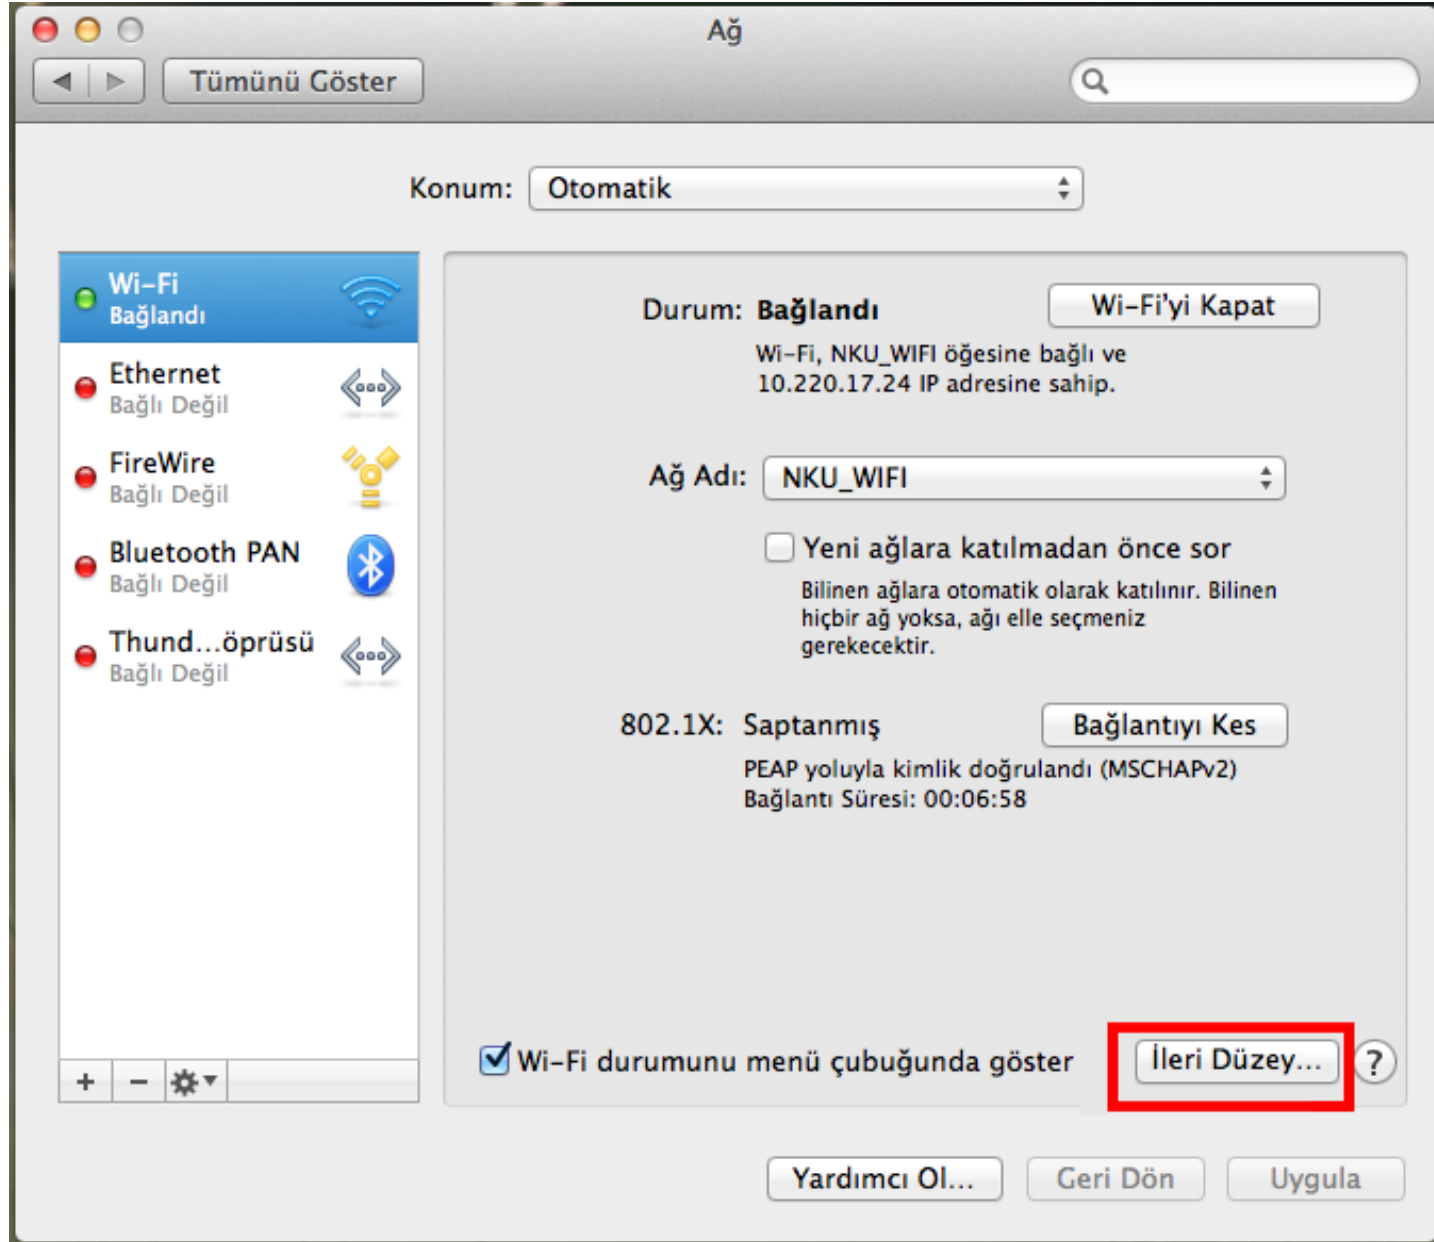 Ağ
Tümünü Göster
Konum: Otomatik
Wi-Fi
Bağlandı
Ethernet
Bağlı Değil
FireWire
Bağlı Değil
Bluetooth PAN
Bağlı Değil
Thund...öprüsü
Bağlı Değil
Durum: Bağlandı
Wi-Fi'yi Kapat
Wi-Fi, NKU_WIFI öğesine bağlı ve
10.220.17.24 IP adresine sahip.
Ağ Adı: NKU_WIFI
Yeni ağlara katılmadan önce sor
Bilinen ağlara otomatik olarak katılınır. Bilinen
hiçbir ağ yoksa, ağı elle seçmeniz
gerekecektir.
802.1X: Saptanmış
Bağlantıyı Kes
PEAP yoluyla kimlik doğrulandı (MSCHAPv2)
Bağlantı Süresi: 00:06:58
Wi-Fi durumunu menü çubuğunda göster
İleri Düzey...
?
Yardımcı Ol...
Geri Dön
Uygula